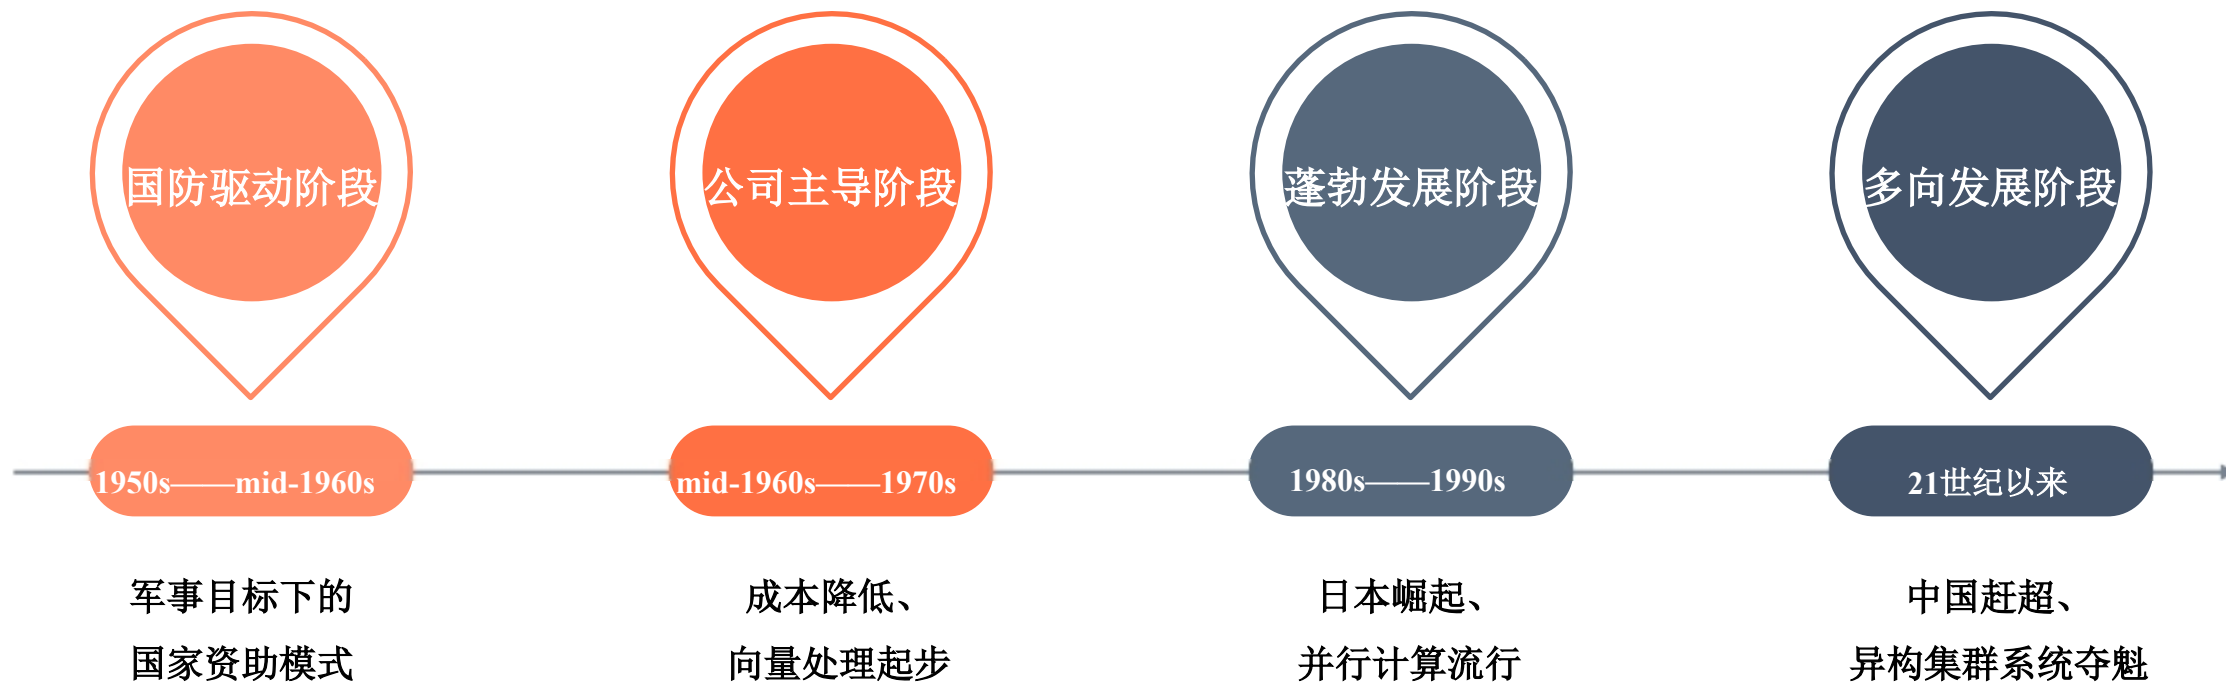 国防驱动阶段
公司主导阶段
蓬勃发展阶段
多向发展阶段
1950s——mid-1960s
mid-1960s——1970s
1980s——1990s
21世纪以来
军事目标下的
国家资助模式
成本降低、
向量处理起步
日本崛起、
并行计算流行
中国赶超、
异构集群系统夺魁